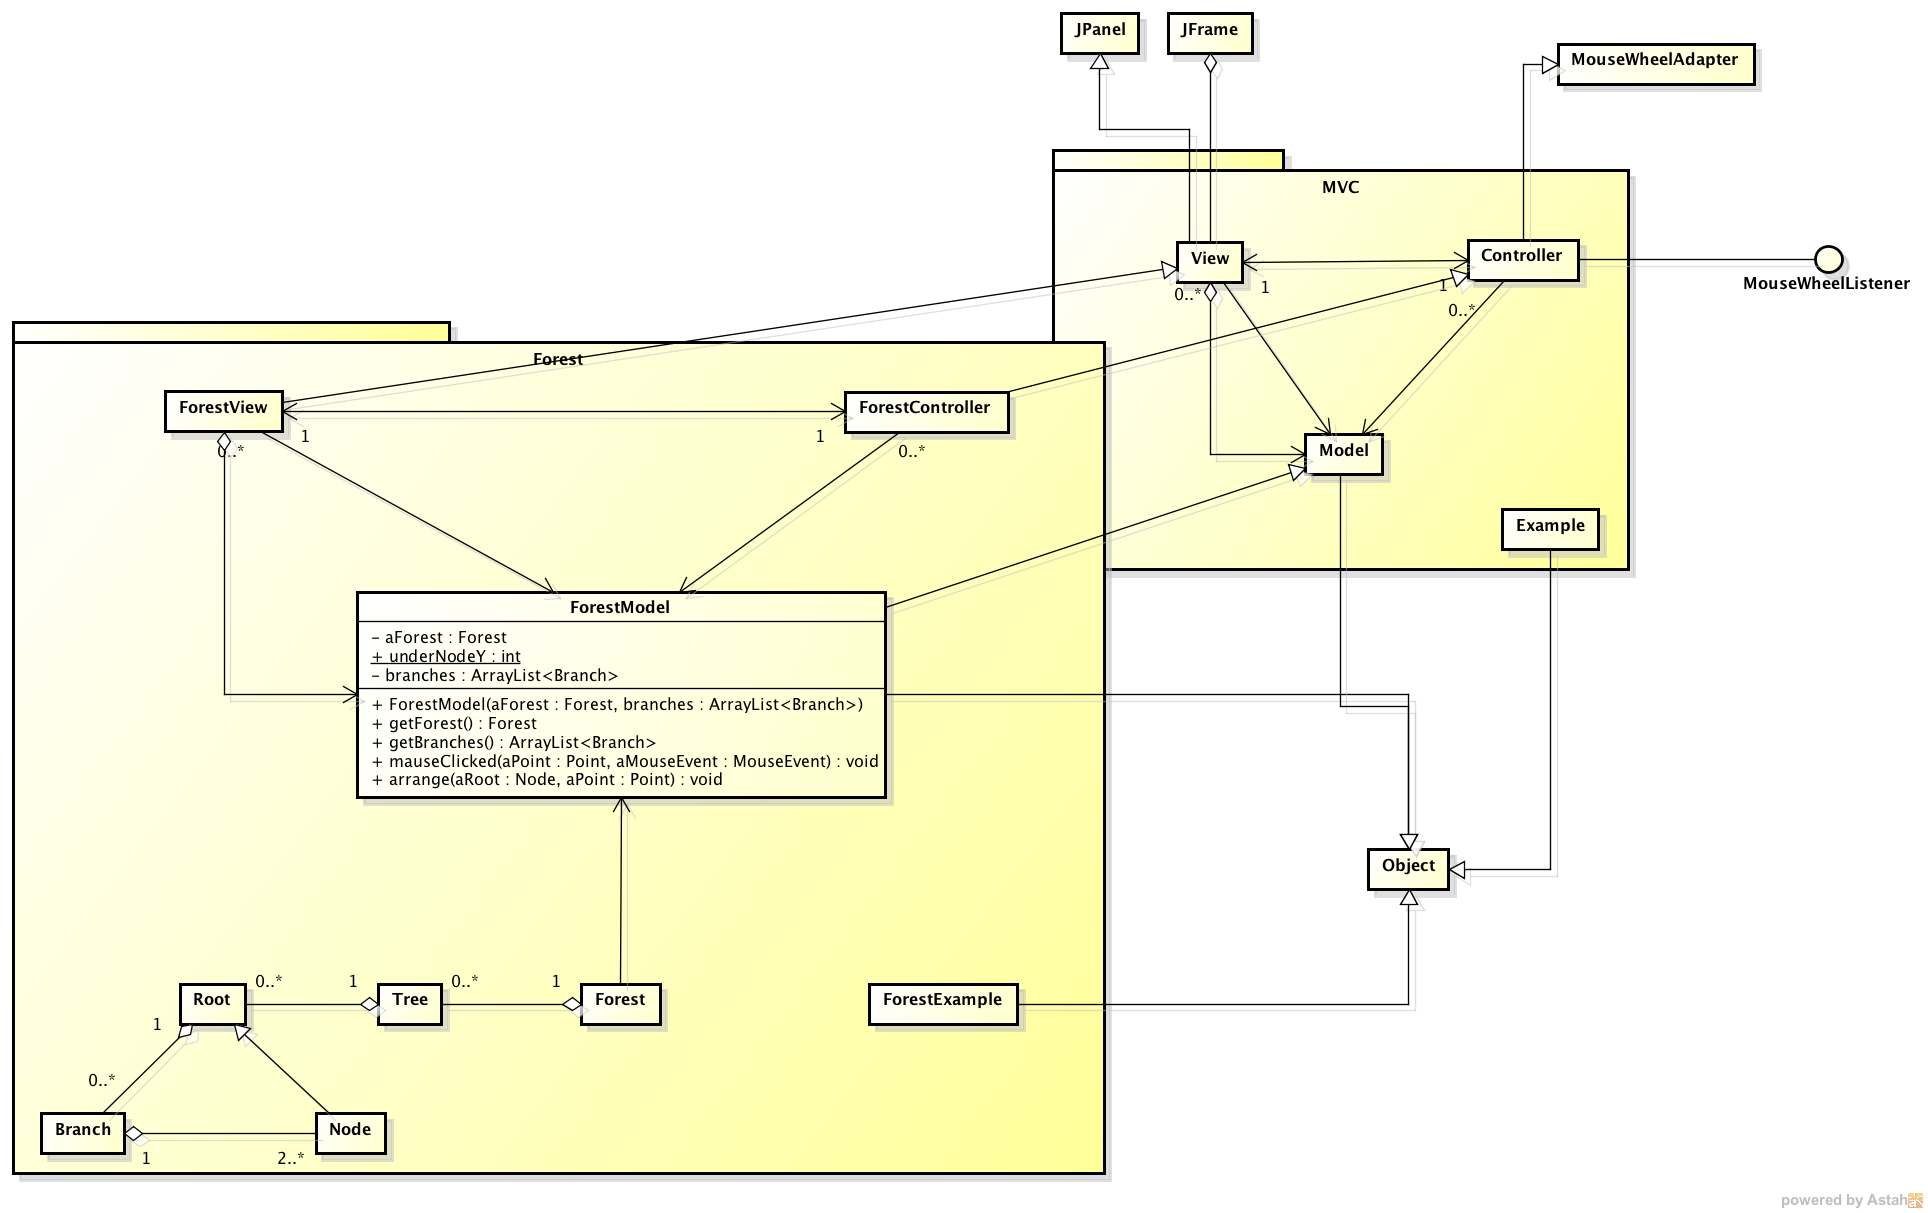 JPanel
JFrame
MouseWheelAdapter
MVC
View
Controller
MouseWheelListener
0..*
1
1
0..*
Forest
ForestView
ForestController
1
1
0..*
0..*
Model
Example
ForestModel
- aForest : Forest
+ underNodeY : int
- branches : ArrayList<Branch>
+ ForestModel(aForest : Forest, branches : ArrayList<Branch>)
+ getForest() : Forest
+ getBranches() : ArrayList<Branch>
+ mauseClicked(aPoint : Point, aMouseEvent : MouseEvent) : void
+ arrange(aRoot : Node, aPoint : Point) : void
Object
0..*
1
0..*
1
Root
Tree
Forest
ForestExample
1
0..*
Branch
Node
1
2..*
powered by Astah